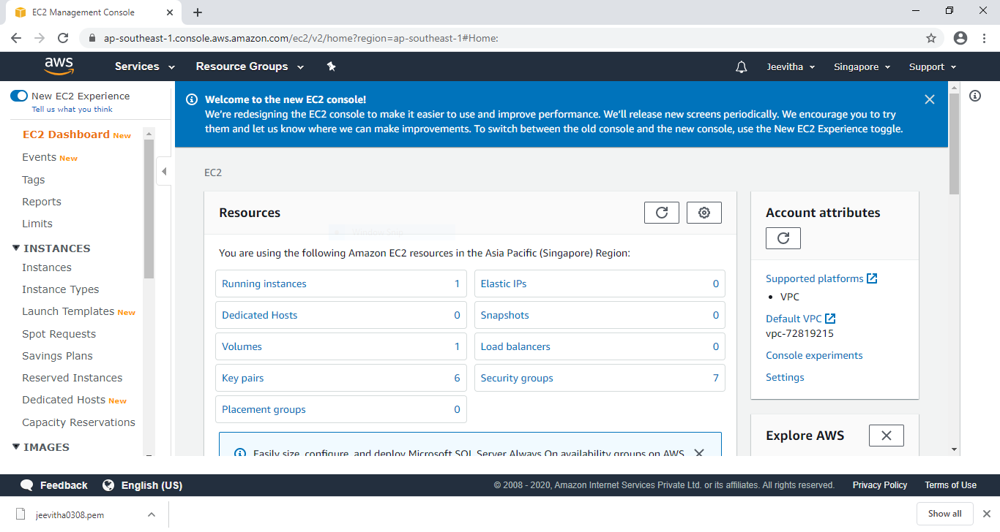 EC2 Management Console
ap-southeast-1.console.aws.amazon.com/ec2/v2/home?region=ap-southeast-1#Home:
aws
Services
Resource Groups
Jeevitha
Singapore
Support
New EC2 Experience
Tell us what you think
EC2 Dashboard New
Events New
Tags
Reports
Limits
INSTANCES
Instances
Instance Types
Launch Templates New
Spot Requests
Savings Plans
Reserved Instances
Dedicated Hosts New
Capacity Reservations
IMAGES
Welcome to the new EC2 console!
We're redesigning the EC2 console to make it easier to use and improve performance. We'll release new screens periodically. We encourage you to try
them and let us know where we can make improvements. To switch between the old console and the new console, use the New EC2 Experience toggle.
EC2
Resources
Window Snip
You are using the following Amazon EC2 resources in the Asia Pacific (Singapore) Region:
Running instances 1
Elastic IPs 0
Dedicated Hosts 0
Snapshots 0
Volumes 1
Load balancers 0
Key pairs 6
Security groups 7
Placement groups 0
Easily size, configure, and deploy Microsoft SQL Server Always On availability groups on AWS
Account attributes
Supported platforms
• VPC
Default VPC
vpc-72819215
Console experiments
Settings
Explore AWS
Feedback
English (US)
© 2008 - 2020, Amazon Internet Services Private Ltd. or its affiliates. All rights reserved.
Privacy Policy
Terms of Use
jeevitha0308.pem
Show all